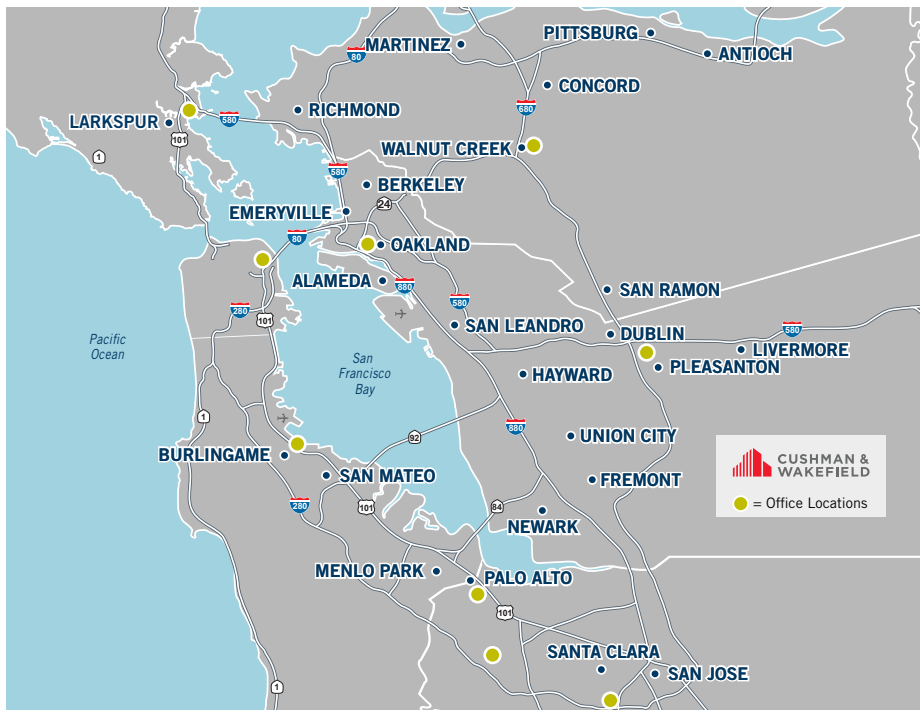 PITTSBURG
MARTINEZ
ANTIOCH
80
CONCORD
RICHMOND
680
580
LARKSPUR
101
WALNUT CREEK
1
580
BERKELEY
24
EMERYVILLE
80
OAKLAND
ALAMEDA
880
SAN RAMON
580
280
101
SAN LEANDRO
DUBLIN
580
Pacific
Ocean
LIVERMORE
PLEASANTON
San
Francisco
Bay
HAYWARD
1
880
92
UNION CITY
BURLINGAME
CUSHMAN &
WAKEFIELD
SAN MATEO
FREMONT
= Office Locations
280
101
84
NEWARK
MENLO PARK
PALO ALTO
101
SANTA CLARA
SAN JOSE
1